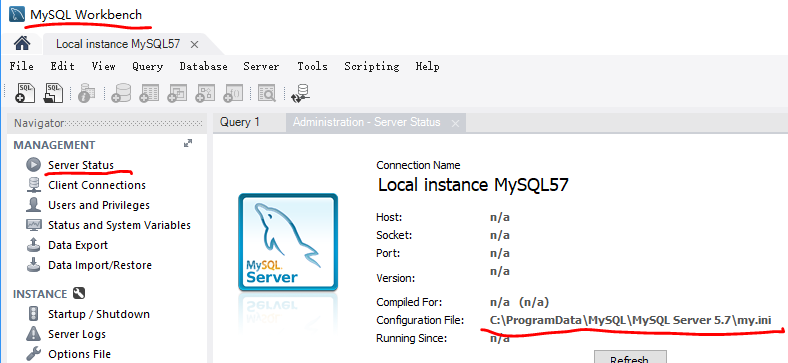 MySQL Workbench
Local instance MySQL57 ×
File Edit View Query Database Server Tools Scripting Help
SQL SQL
Navigator
Query 1 Administration - Server Status ×
MANAGEMENT
Server Status
Client Connections
Users and Privileges
Status and System Variables
Data Export
Data Import/Restore
INSTANCE
Startup / Shutdown
Server Logs
Options File
MySQL
Server
Connection Name
Local instance MySQL57
Host: n/a
Socket: n/a
Port: n/a
Version: n/a
Compiled For: n/a (n/a)
Configuration File: C:\ProgramData\MySQL\MySQL Server 5.7\my.ini
Running Since: n/a
Refresh